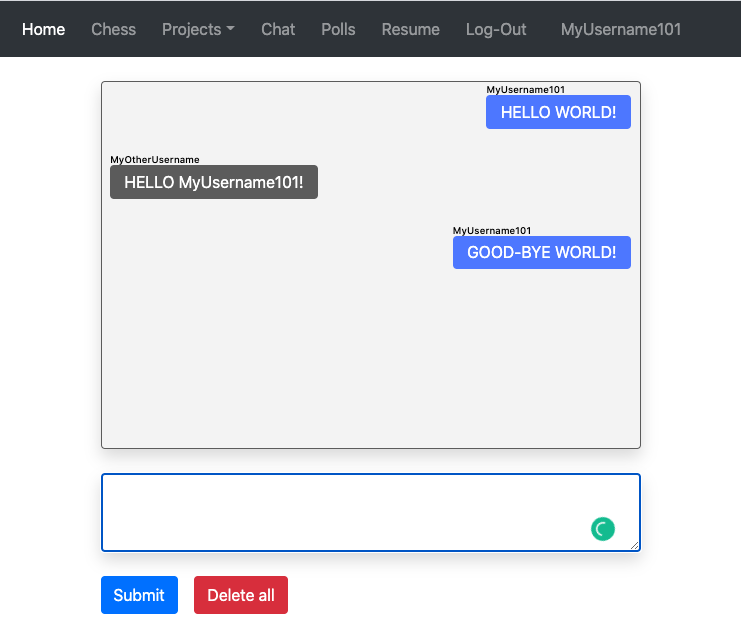 Home Chess Projects Chat Polls Resume Log-Out MyUsername101
MyUsername101
HELLO WORLD!
MyOtherUsername
HELLO MyUsername101!
MyUsername101
GOOD-BYE WORLD!
Submit Delete all